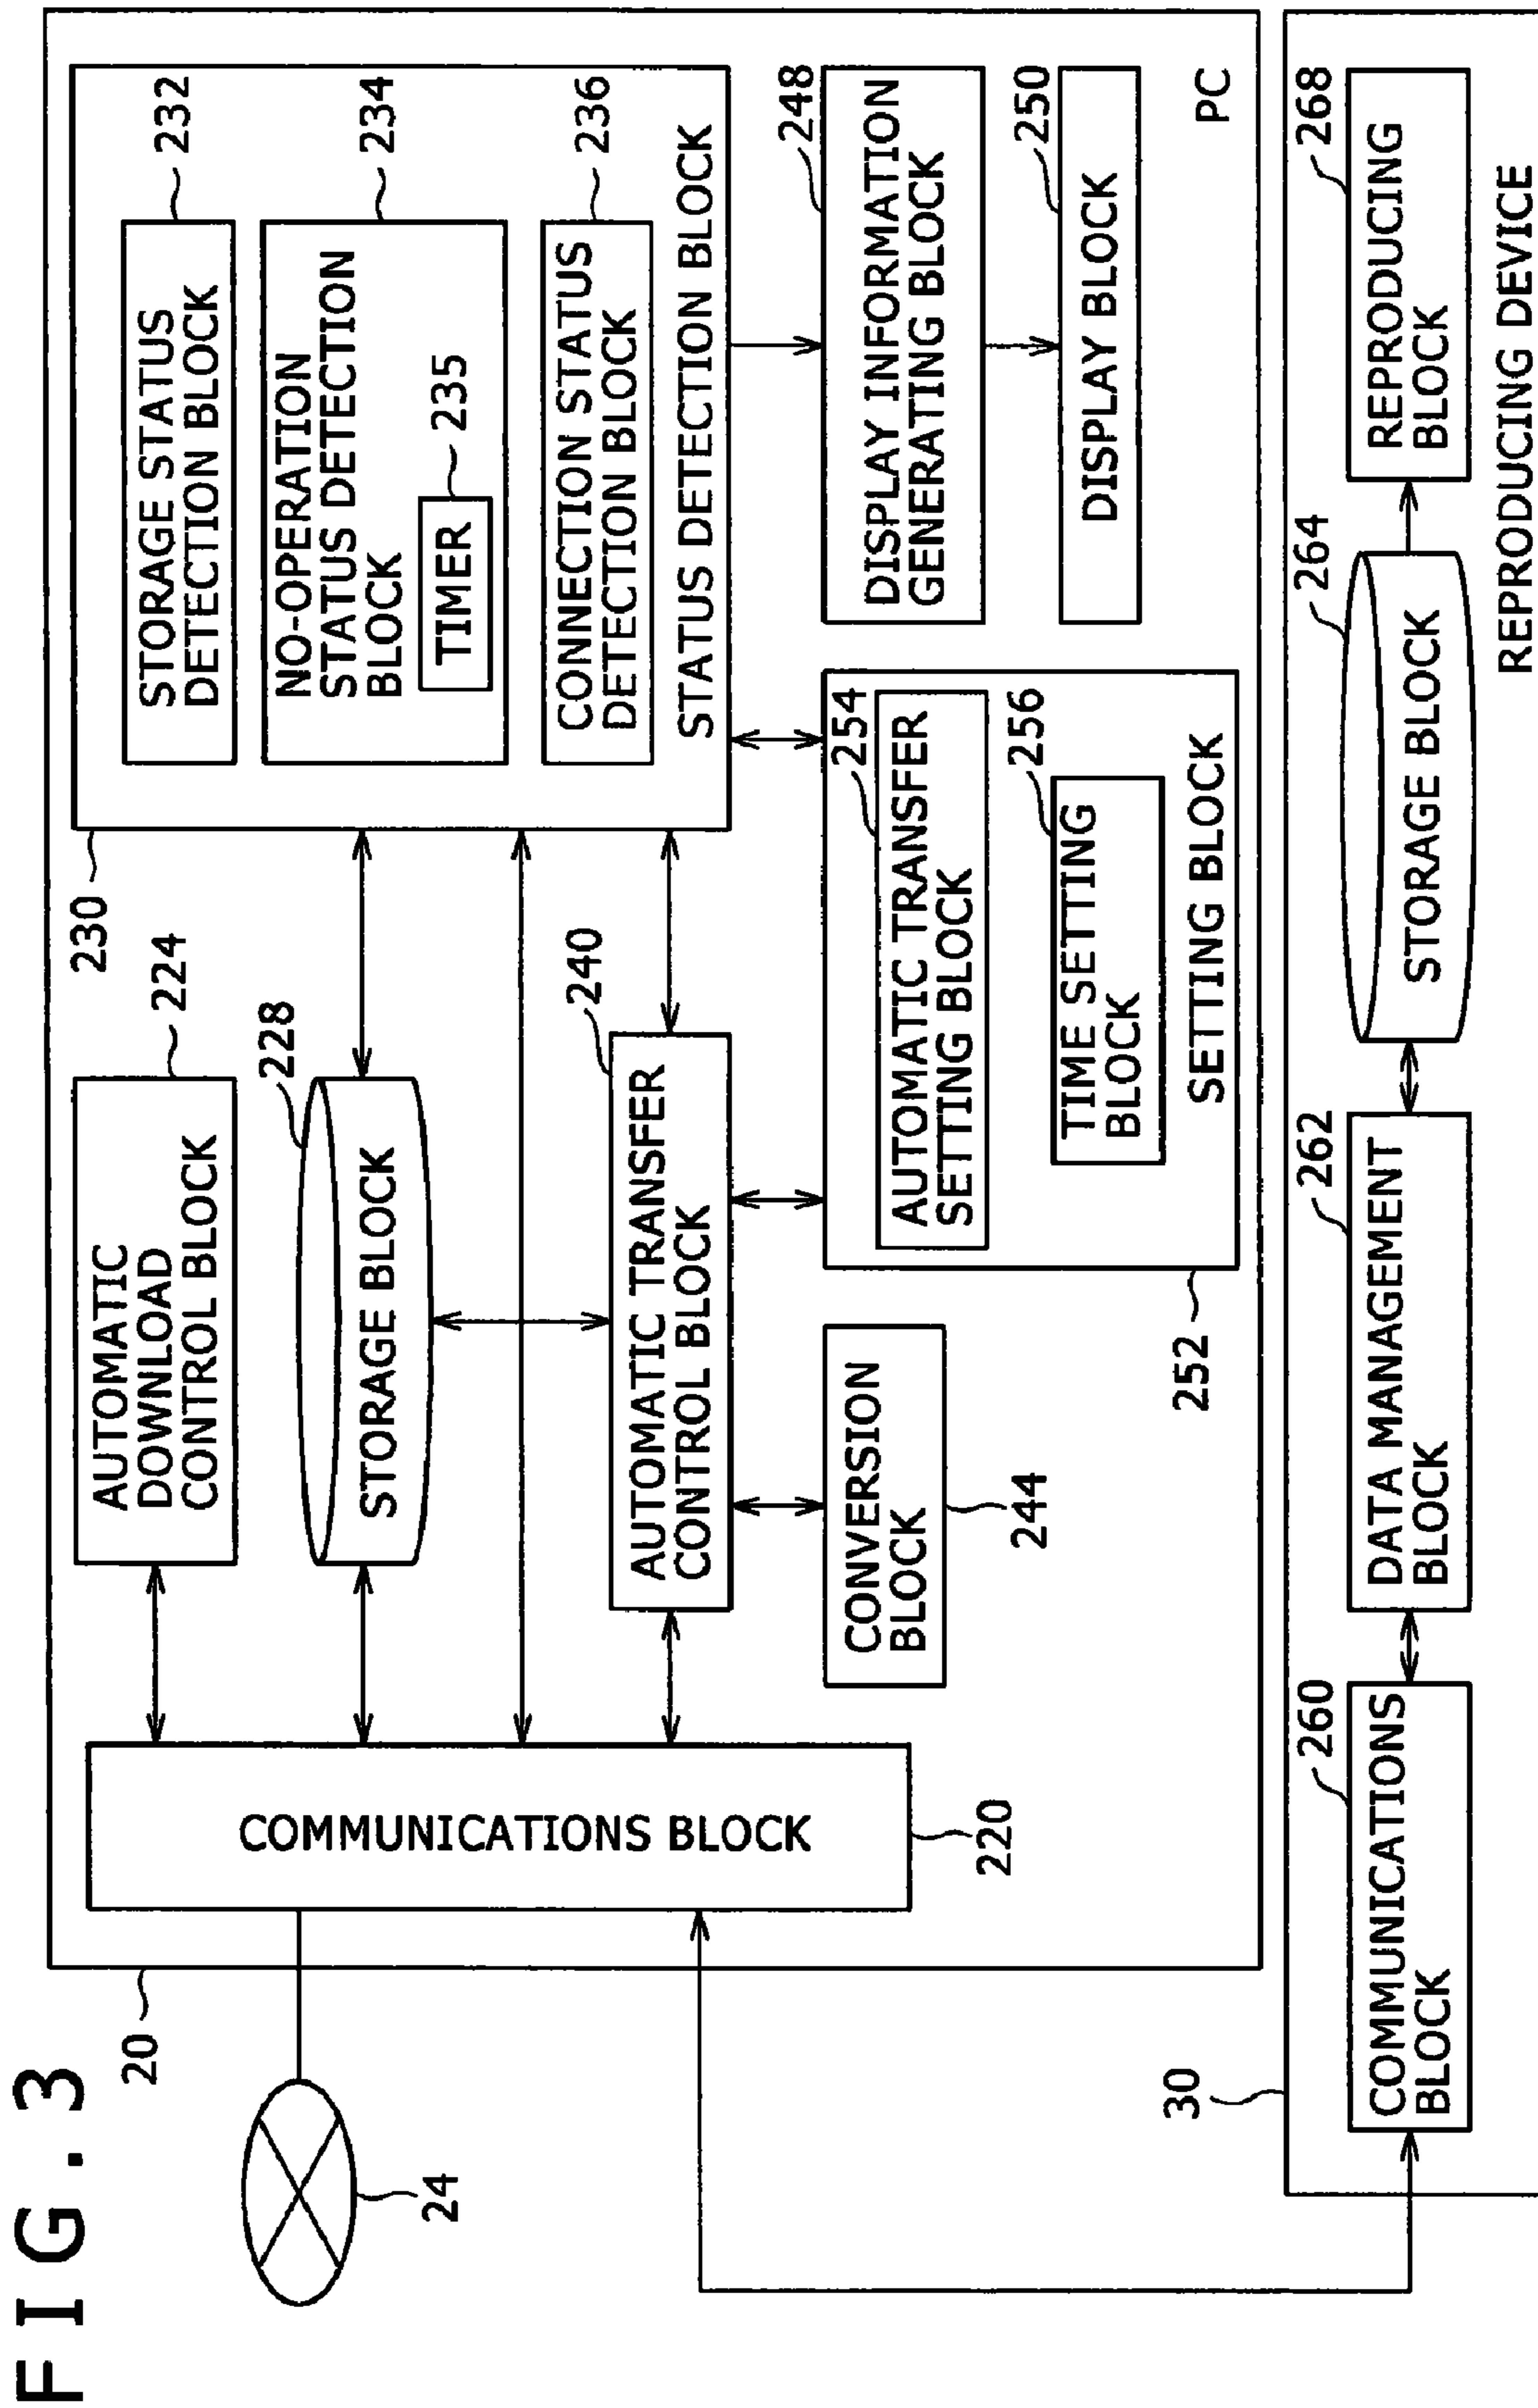 FIG. 3
20
24
COMMUNICATIONS BLOCK
220
AUTOMATIC
DOWNLOAD
CONTROL BLOCK
224
STORAGE BLOCK
228
230
STORAGE STATUS
DETECTION BLOCK
232
NO-OPERATION
STATUS DETECTION
BLOCK
234
TIMER
235
CONNECTION STATUS
DETECTION BLOCK
236
STATUS DETECTION BLOCK
AUTOMATIC TRANSFER
CONTROL BLOCK
240
CONVERSION
BLOCK
244
252
AUTOMATIC TRANSFER
SETTING BLOCK
254
TIME SETTING
BLOCK
256
SETTING BLOCK
DISPLAY INFORMATION
GENERATING BLOCK
248
DISPLAY BLOCK
250
PC
30
COMMUNICATIONS
BLOCK
260
DATA MANAGEMENT
BLOCK
262
STORAGE BLOCK
264
REPRODUCING
BLOCK
268
REPRODUCING DEVICE